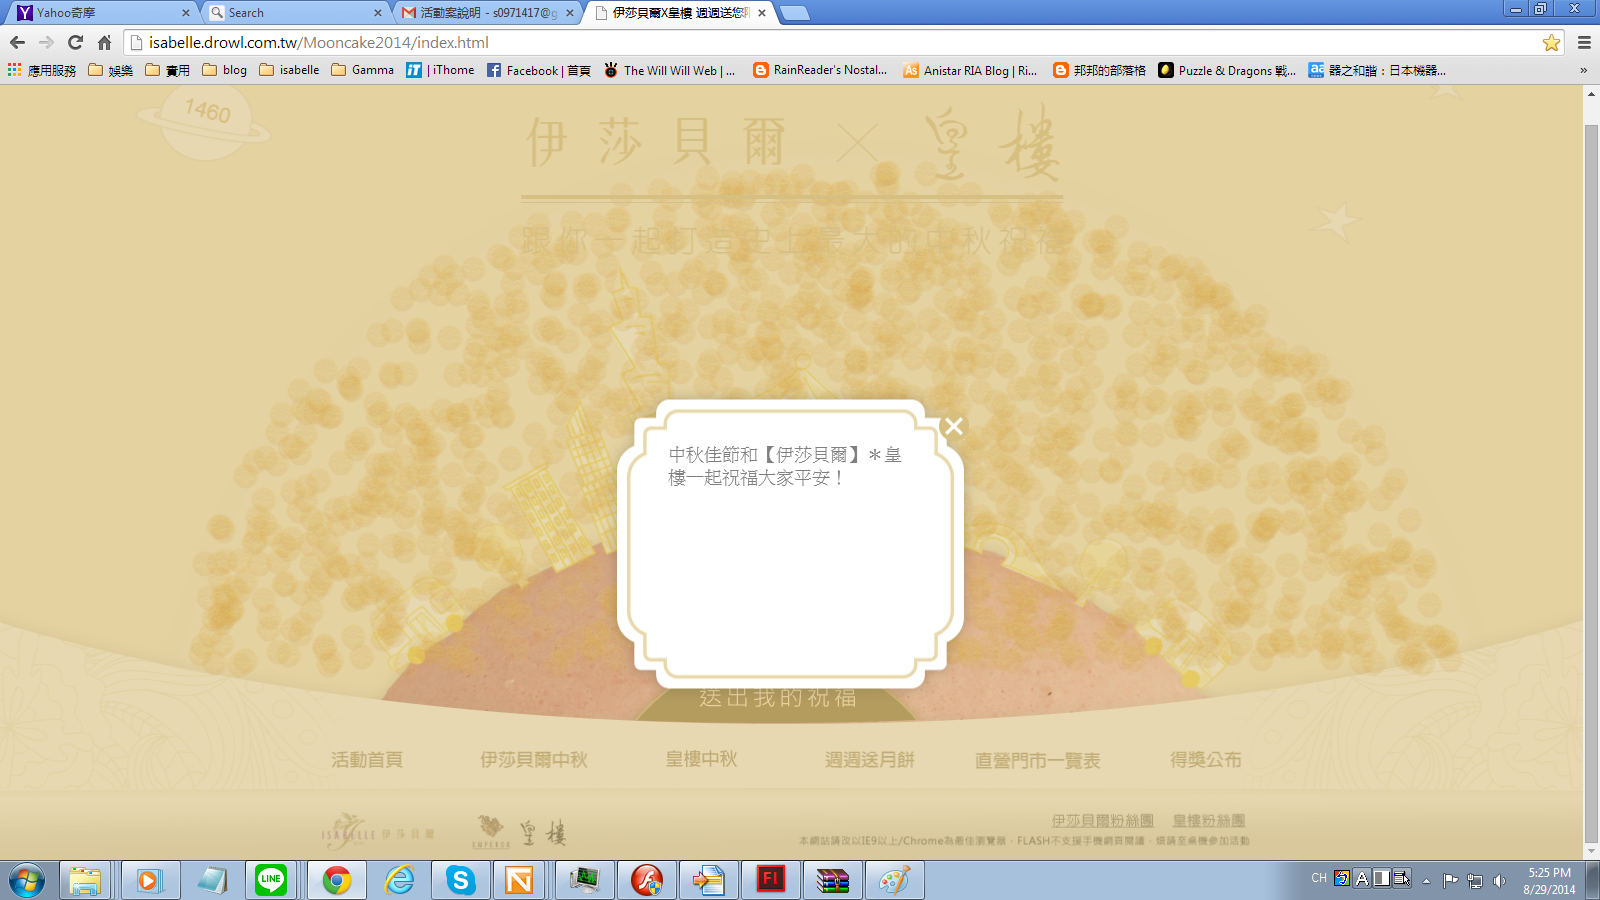 Yahoo奇摩
Search
活動案說明 - s0971417@g
伊莎貝爾X皇樓 週週送您
isabelle.drowl.com.tw/Mooncake2014/index.html
應用服務
娛樂
實用
blog
isabelle
Gamma
| iThome
Facebook | 首頁
The Will Will Web | ...
RainReader's Nostal...
Anistar RIA Blog | Ri...
邦邦的部落格
Puzzle & Dragons 戰...
器之和諧：日本機器...
»
1460
伊莎貝爾 × 皇樓
跟你一起打造史上最大的中秋祝福
中秋佳節和【伊莎貝爾】＊皇
樓一起祝福大家平安！
送出我的祝福
活動首頁
伊莎貝爾中秋
皇樓中秋
週週送月餅
直營門市一覽表
得獎公布
ISABELLE 伊莎貝爾
EMPEROR 皇樓
伊莎貝爾粉絲團
皇樓粉絲團
本網站請改以IE9以上/Chrome為最佳瀏覽器，FLASH不支援手機網頁閱讀，煩請至桌機參加活動
LINE
CH
5:25 PM
8/29/2014